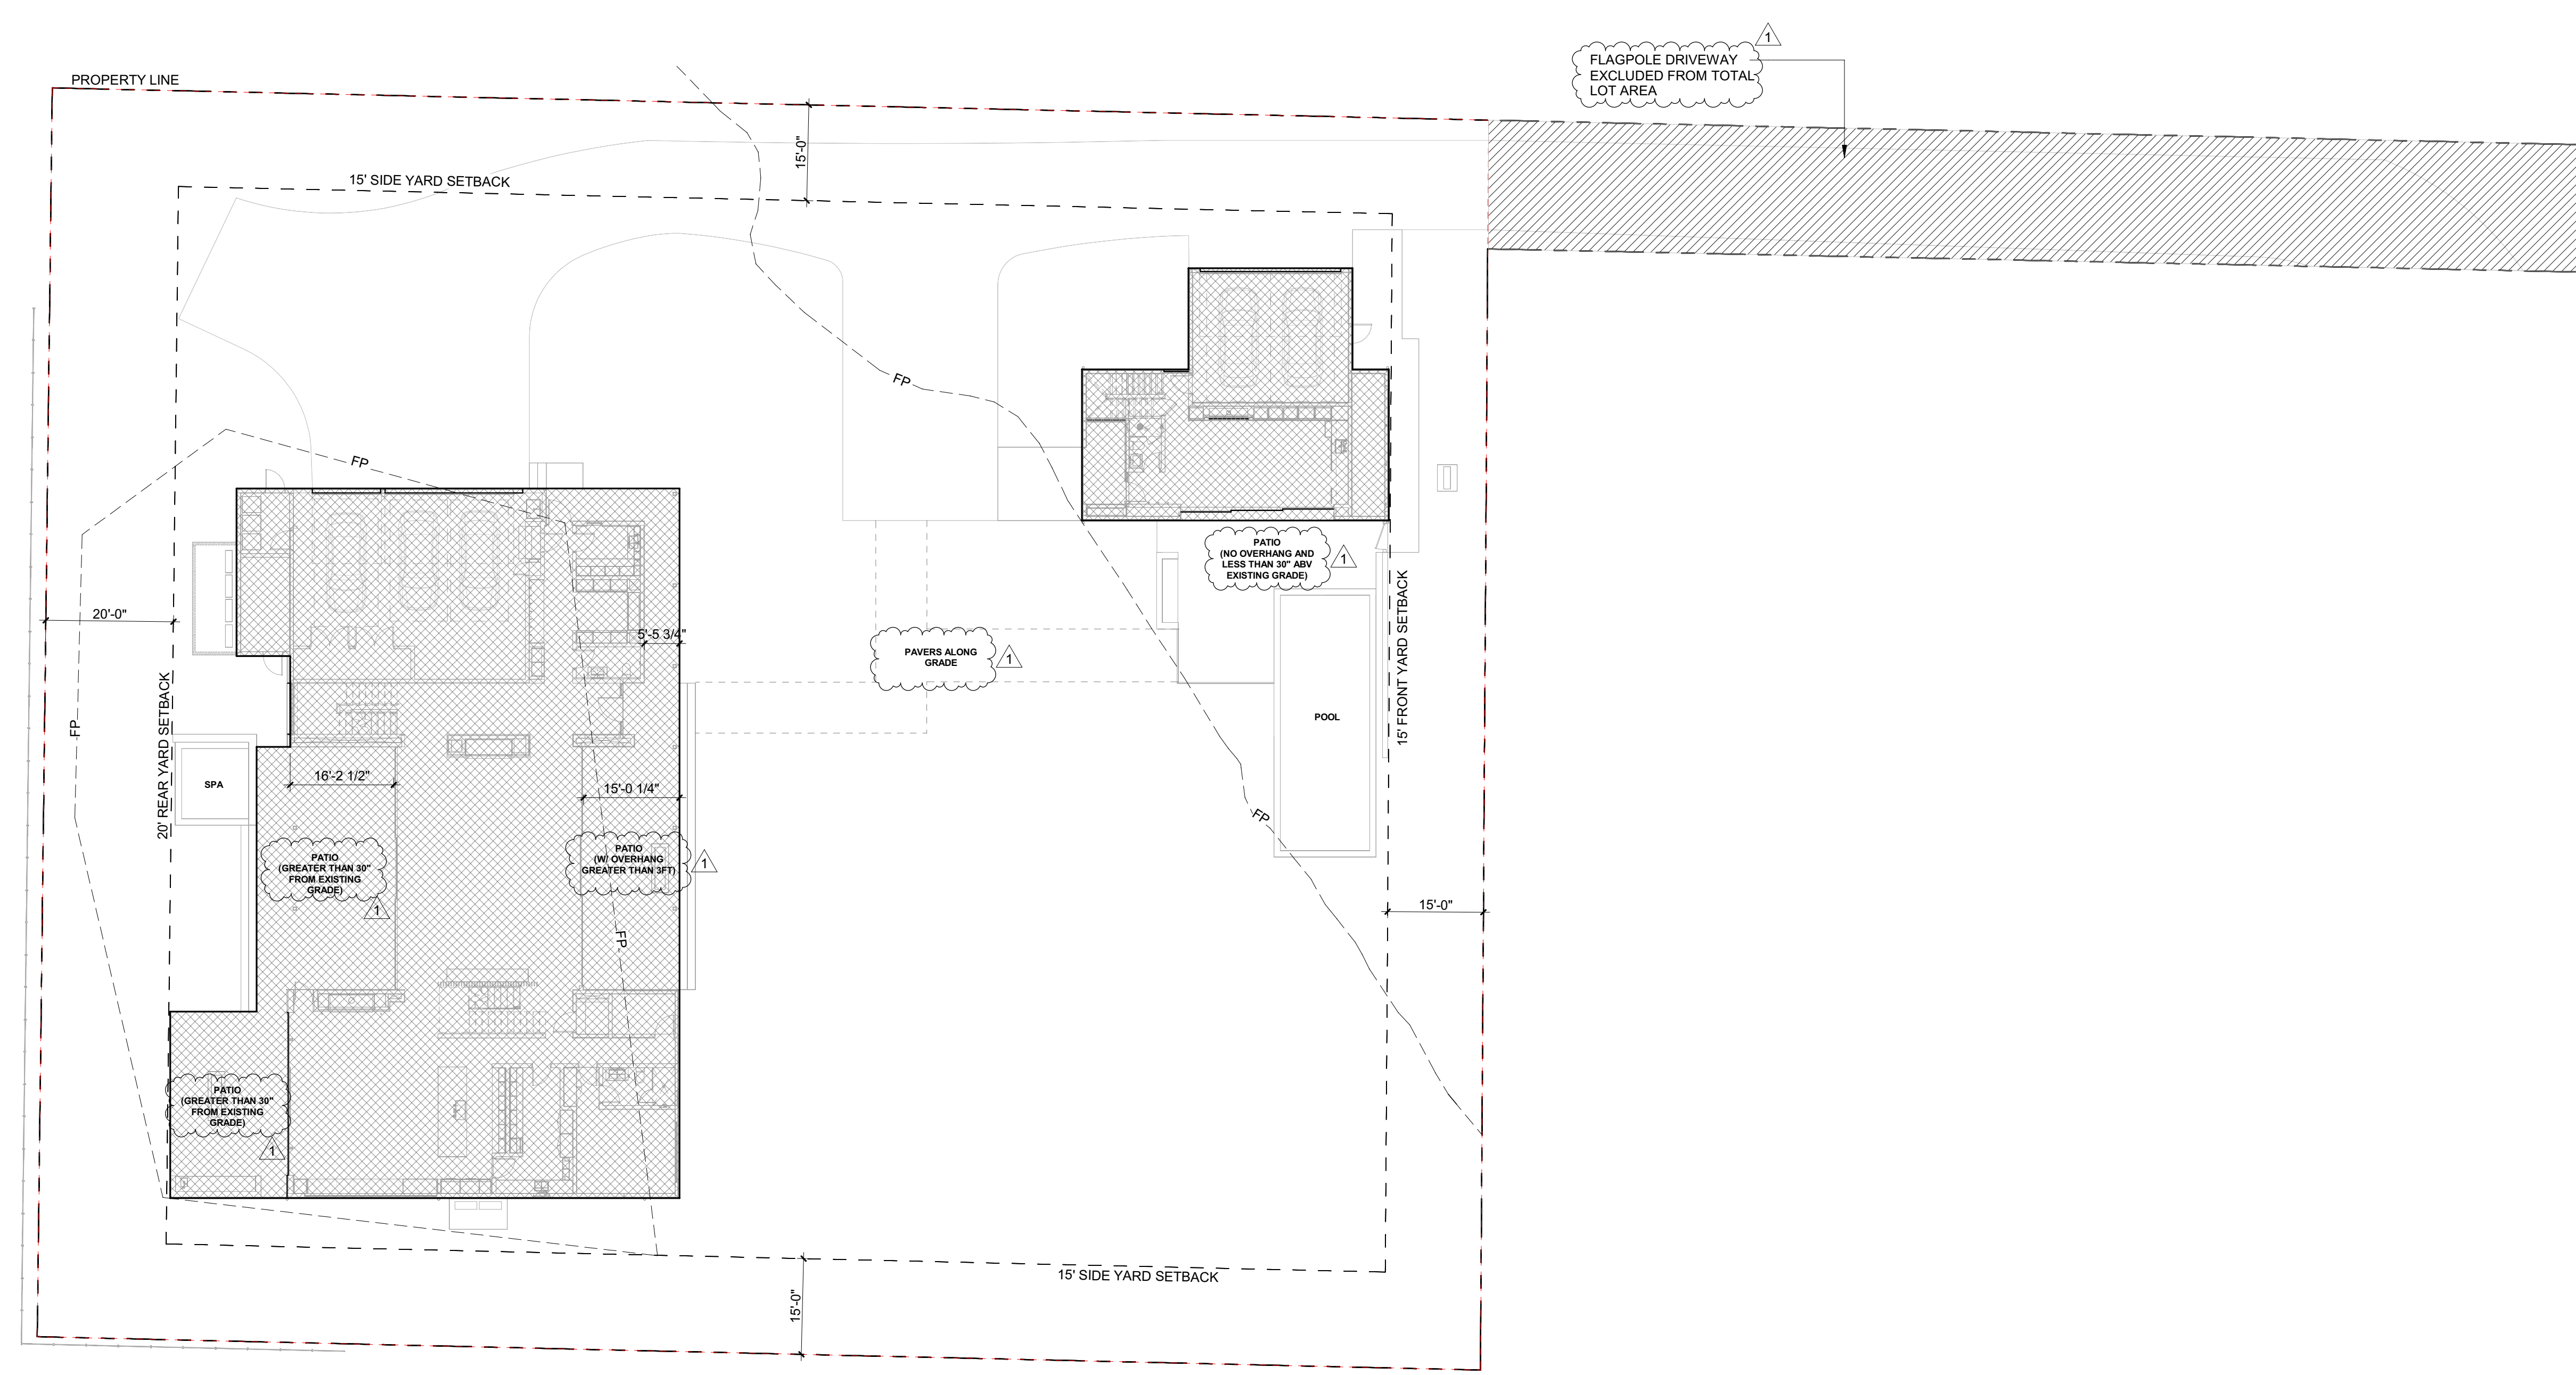 1
FLAGPOLE DRIVEWAY
EXCLUDED FROM TOTAL
LOT AREA
PROPERTY LINE
15'-0"
15' SIDE YARD SETBACK
FP
FP
PATIO
(NO OVERHANG AND
LESS THAN 30" ABV
EXISTING GRADE)
1
20'-0"
5'-5 3/4"
PAVERS ALONG
GRADE
1
15' FRONT YARD SETBACK
FP
20' REAR YARD SETBACK
POOL
SPA
16'-2 1/2"
15'-0 1/4"
FP
PATIO
(GREATER THAN 30"
FROM EXISTING
GRADE)
1
PATIO
(W/ OVERHANG
GREATER THAN 3FT)
1
15'-0"
FP
PATIO
(GREATER THAN 30"
FROM EXISTING
GRADE)
1
15' SIDE YARD SETBACK
15'-0"